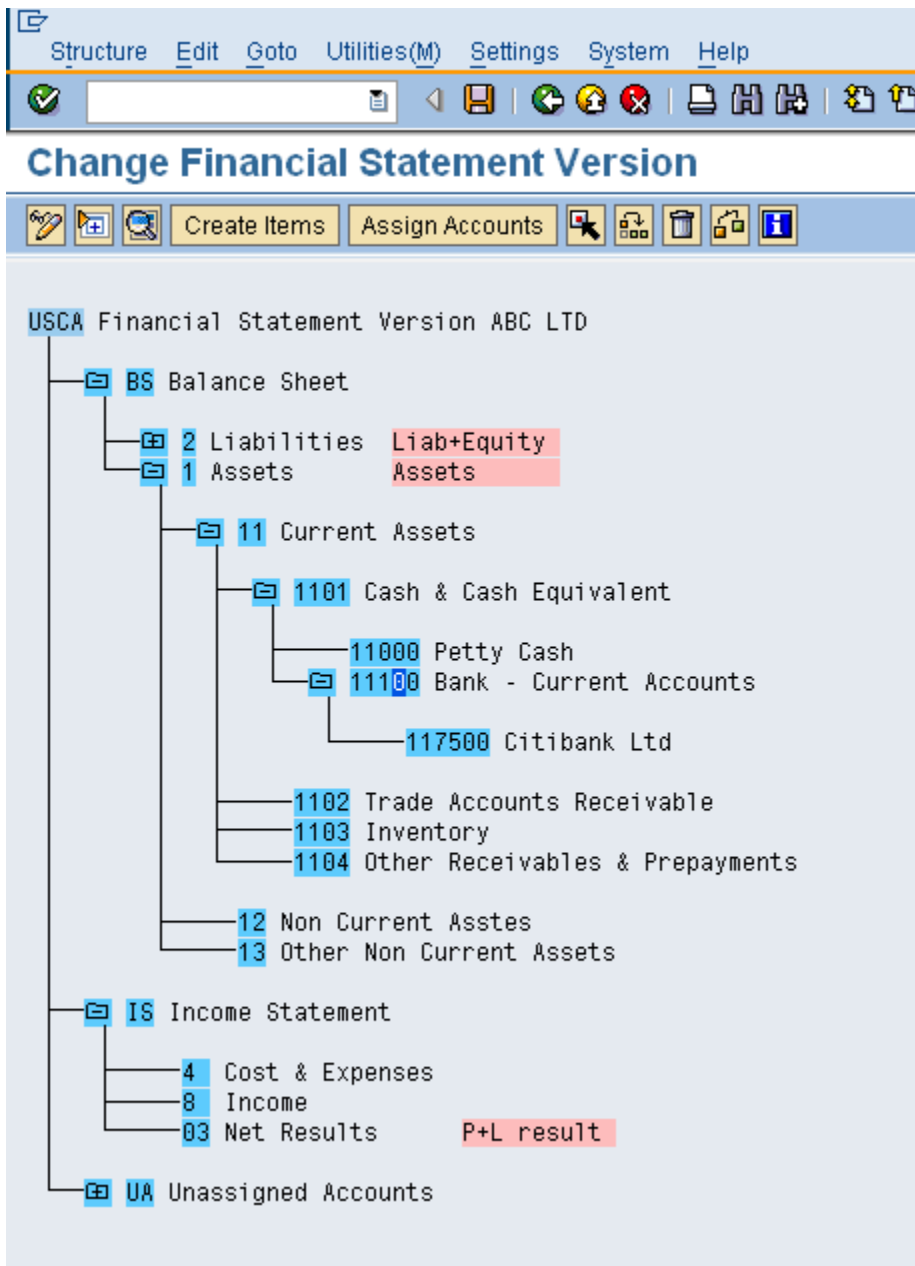 Structure Edit Goto Utilities(M) Settings System Help
Change Financial Statement Version
Create Items Assign Accounts
USCA Financial Statement Version ABC LTD
BS Balance Sheet
2 Liabilities Liab+Equity
1 Assets Assets
11 Current Assets
1101 Cash & Cash Equivalent
11000 Petty Cash
11100 Bank - Current Accounts
117500 Citibank Ltd
1102 Trade Accounts Receivable
1103 Inventory
1104 Other Receivables & Prepayments
12 Non Current Asstes
13 Other Non Current Assets
IS Income Statement
4 Cost & Expenses
8 Income
03 Net Results P+L result
UA Unassigned Accounts